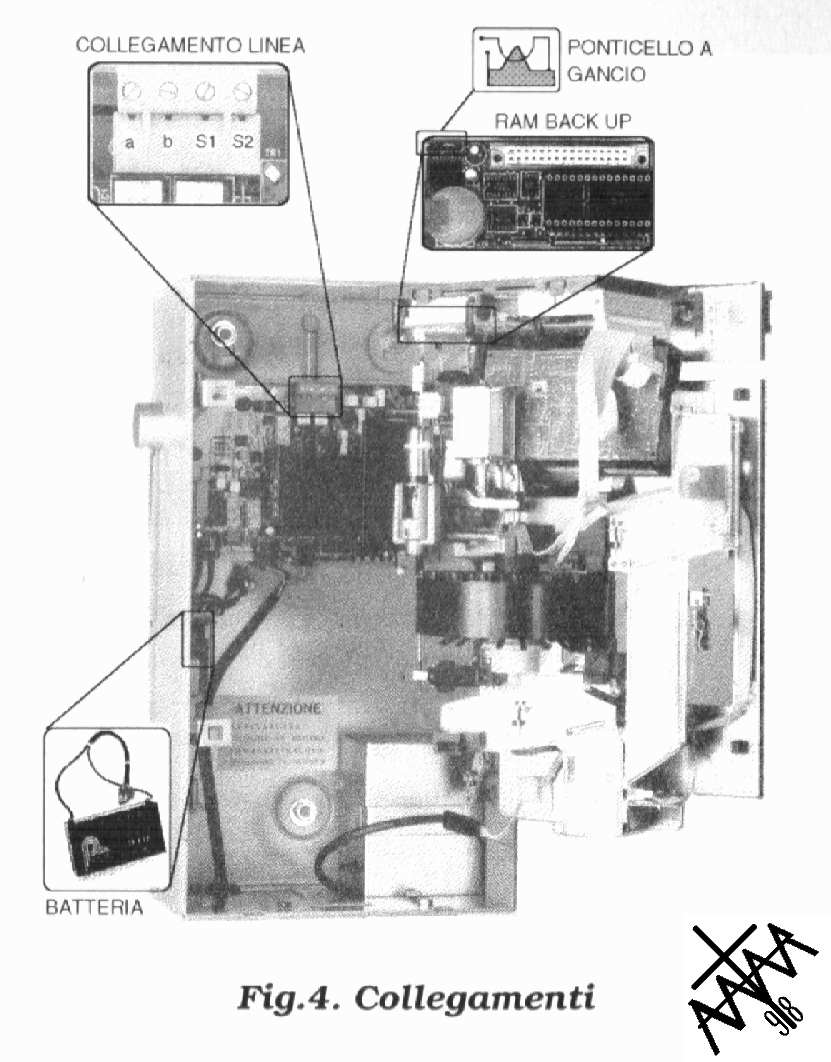 COLLEGAMENTO LINEA
PONTICELLO A
GANCIO
RAM BACK UP
a b S1 S2
ATTENZIONE
BATTERIA
Fig.4. Collegamenti
98